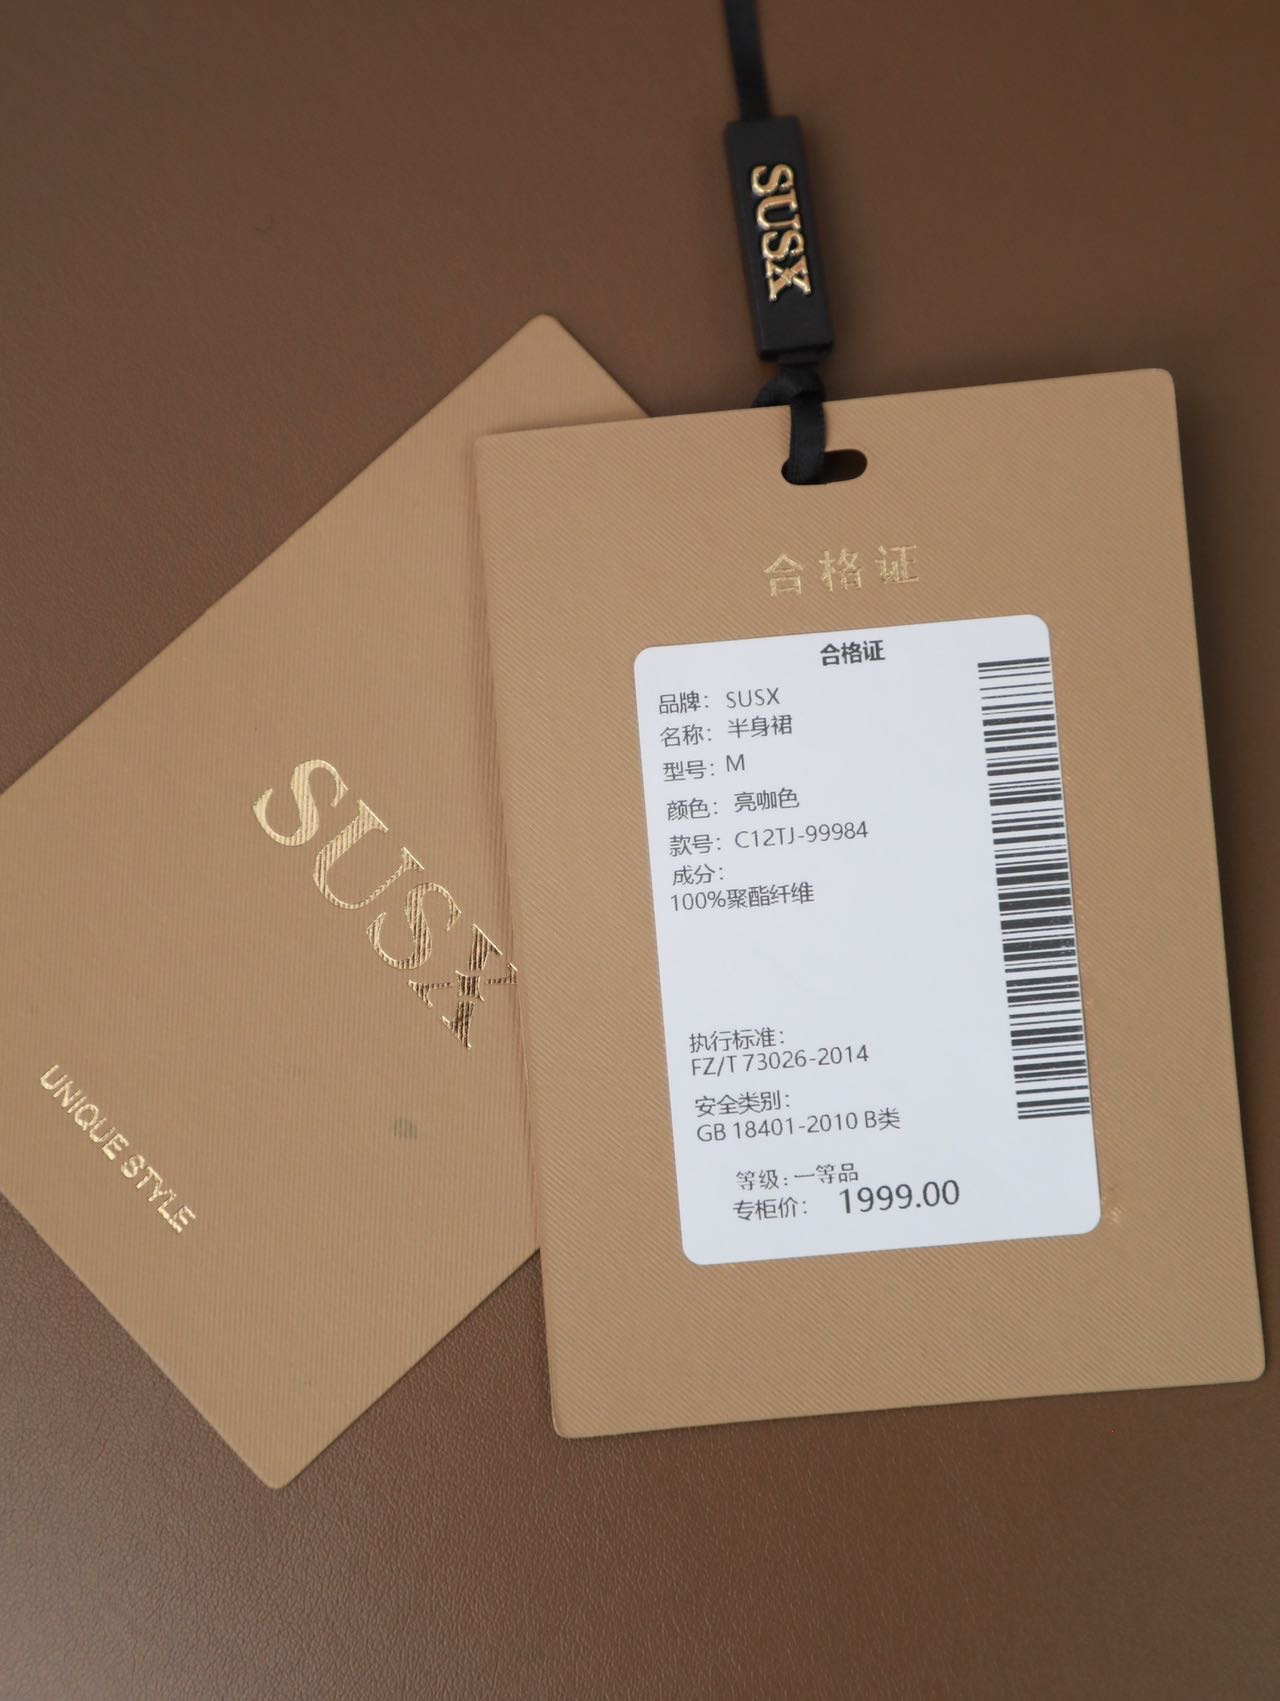 SUSX
SUSX
UNIQUE STYLE
合格证
合格证
品牌： SUSX
名称： 半身裙
型号： M
颜色： 亮咖色
款号： C12TJ-99984
成分：
100%聚酯纤维
执行标准：
FZ/T 73026-2014
安全类别：
GB 18401-2010 B类
等级：一等品
专柜价： 1999.00